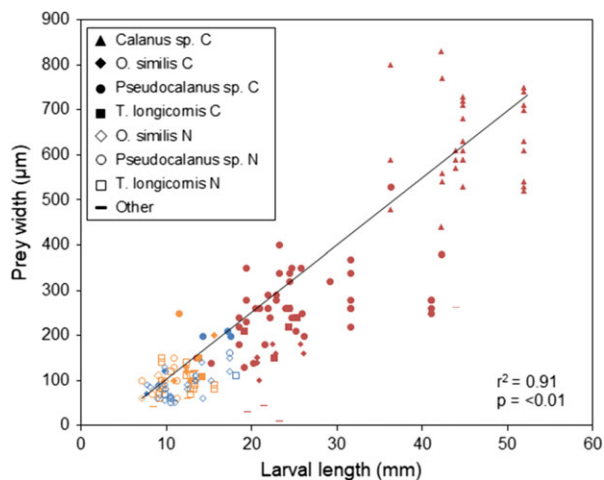 900
800
700
600
500
400
300
200
100
0
Prey width (µm)
Calanus sp. C
O. similis C
Pseudocalanus sp. C
T. longicornis C
O. similis N
Pseudocalanus sp. N
T. longicornis N
Other
r² = 0.91
p = <0.01
0 10 20 30 40 50 60
Larval length (mm)